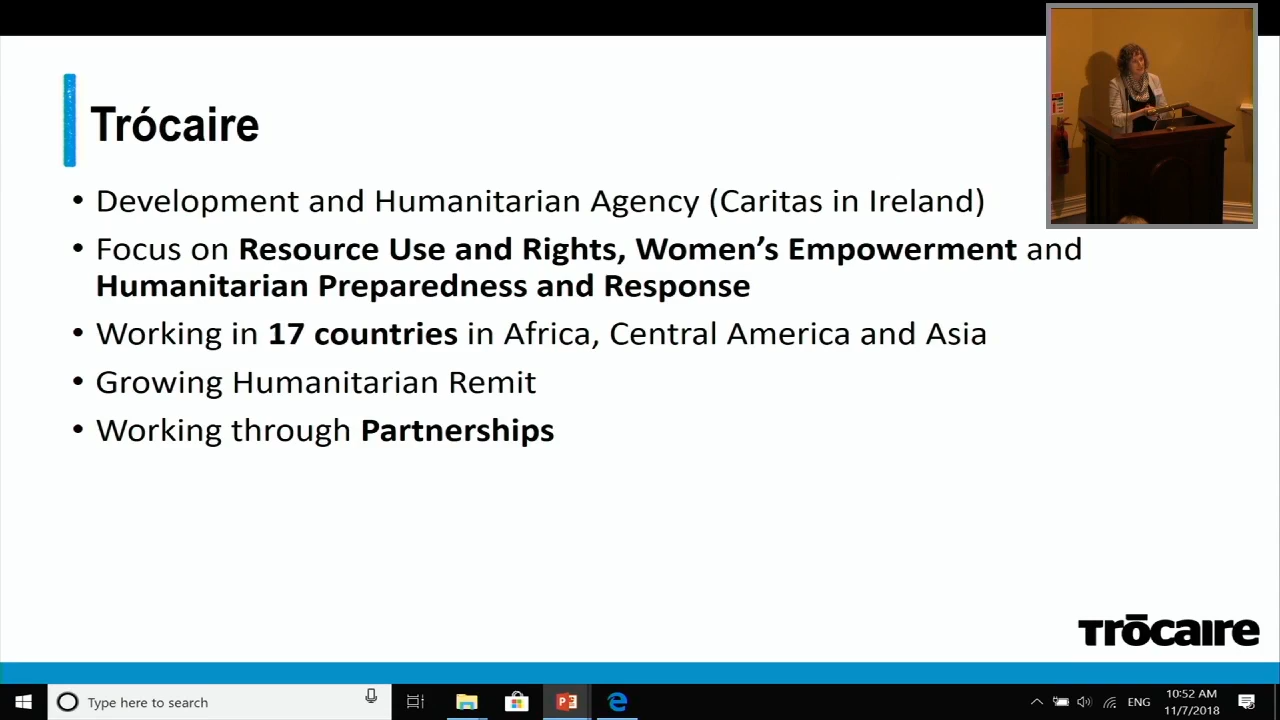 Trócaire
• Development and Humanitarian Agency (Caritas in Ireland)
• Focus on Resource Use and Rights, Women’s Empowerment and
Humanitarian Preparedness and Response
• Working in 17 countries in Africa, Central America and Asia
• Growing Humanitarian Remit
• Working through Partnerships
Trōcaire
Type here to search
ENG
10:52 AM
11/7/2018